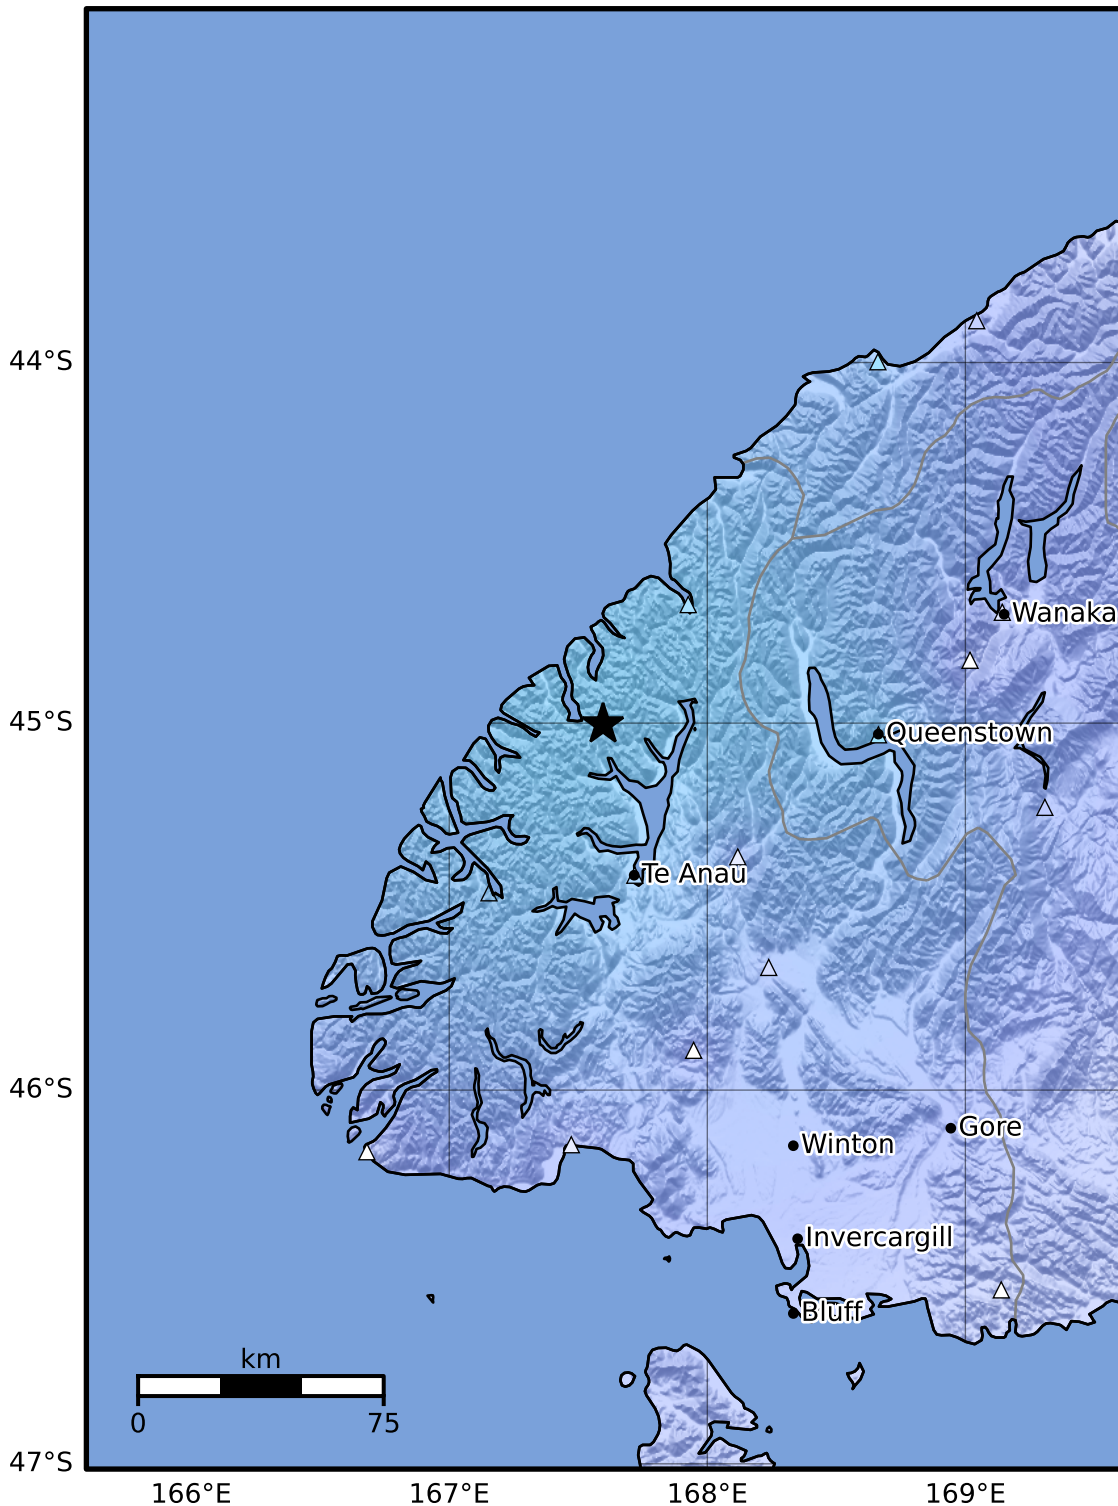 44°S
Wanaka
45°S
Queenstown
Te Anau
46°S
Gore
Winton
Invercargill
Bluff
km
0
75
47°S
166°E
167°E
168°E
169°E